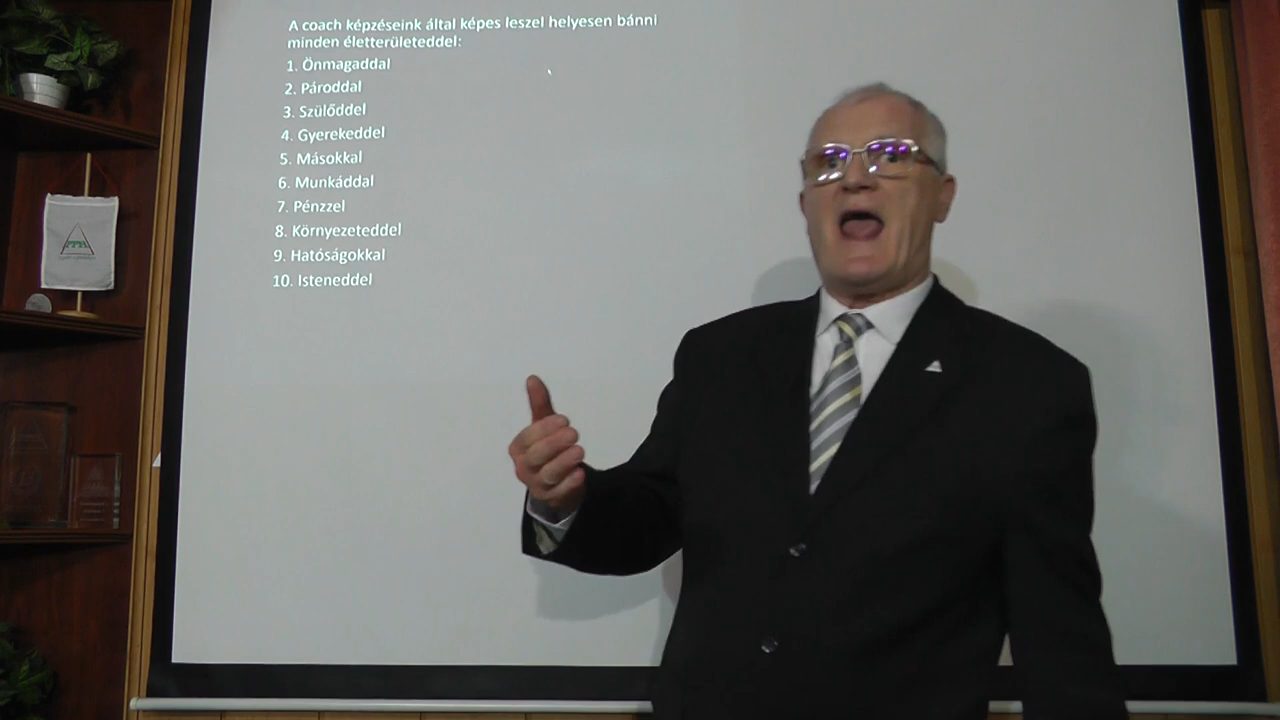 A coach képzéseink által képes leszel helyesen bánni
minden életterületeddel:
1. Önmagaddal
2. Pároddal
3. Szülőddel
4. Gyerekeddel
5. Másokkal
6. Munkáddal
7. Pénzzel
8. Környezeteddel
9. Hatóságokkal
10. Isteneddel